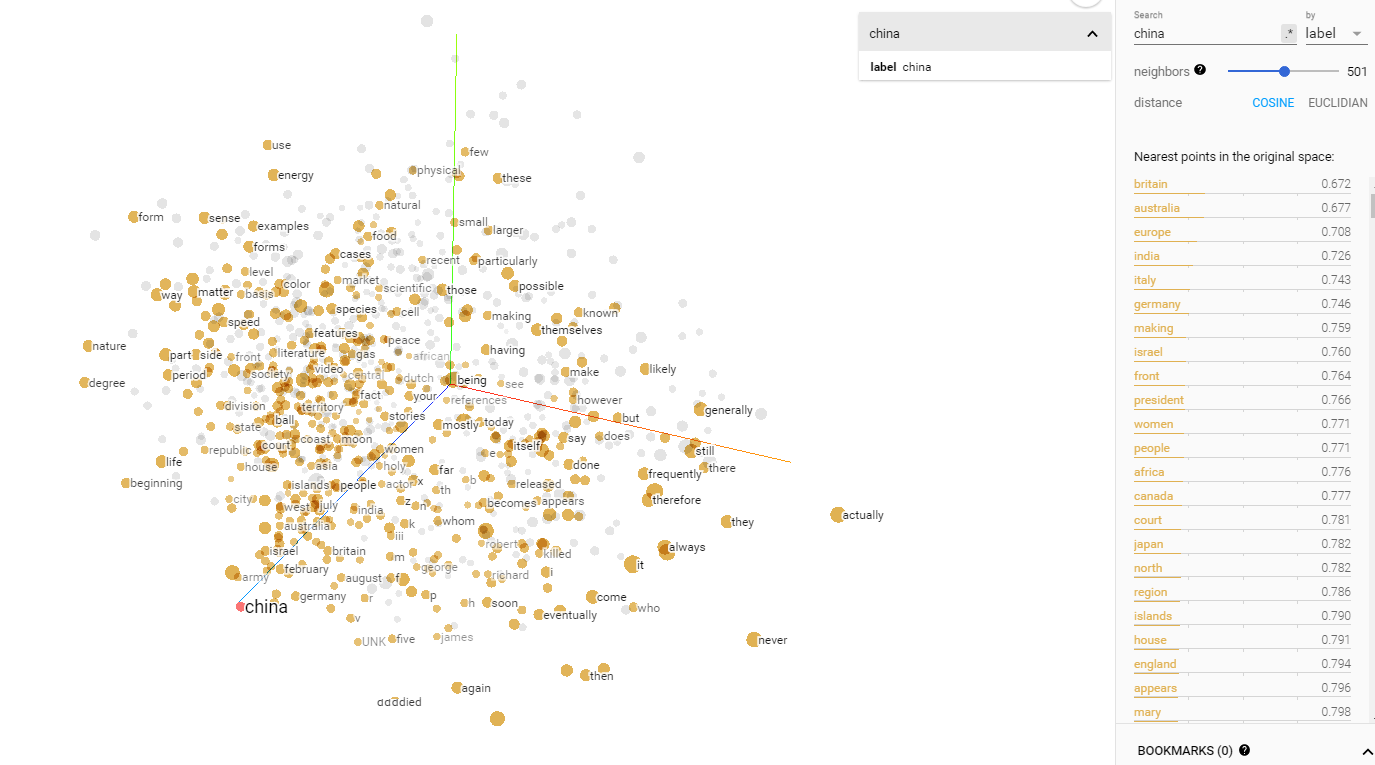 use
few
energy
physical
these
natural
form
sense
examples
small
larger
food
forms
cases
recent
particularly
level
market
color
scientific
those
possible
way
matter
basis
species
cell
making
known
speed
themselves
features
peace
nature
part
side
front
literature
gas
african
having
period
society
video
central
dutch
being
see
make
likely
degree
fact
your
references
however
division
territory
generally
state
ball
stories
mostly
today
but
coast
moon
say
does
republic
court
women
e
itself
still
life
house
asia
holy
far
done
there
frequently
beginning
islands
people
actor
x
th
b
released
city
west
july
india
z
n
becomes
appears
therefore
australia
k
whom
they
actually
iii
israel
britain
m
robert
killed
always
army
february
august
f
george
richard
i
it
china
germany
r
p
h
soon
come
who
v
eventually
UNK
five
james
never
then
again
died
china
label china
Search
china
.*
by
label
neighbors
501
distance
COSINE
EUCLIDIAN
Nearest points in the original space:
britain 0.672
australia 0.677
europe 0.708
india 0.726
italy 0.743
germany 0.746
making 0.759
israel 0.760
front 0.764
president 0.766
women 0.771
people 0.771
africa 0.776
canada 0.777
court 0.781
japan 0.782
north 0.782
region 0.786
islands 0.790
house 0.791
england 0.794
appears 0.796
mary 0.798
BOOKMARKS (0)